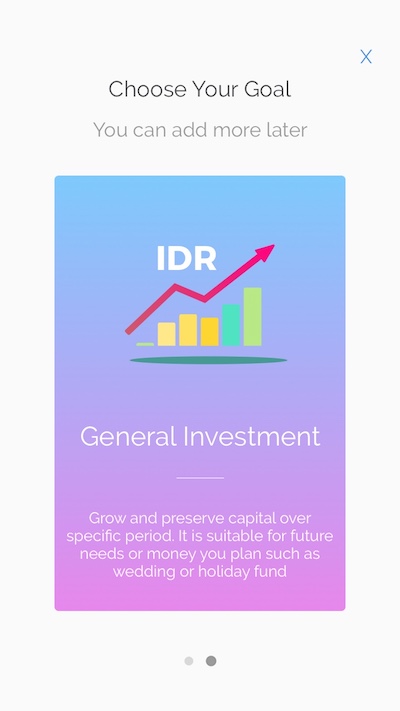 X
Choose Your Goal
You can add more later
IDR
General Investment
Grow and preserve capital over
specific period. It is suitable for future
needs or money you plan such as
wedding or holiday fund